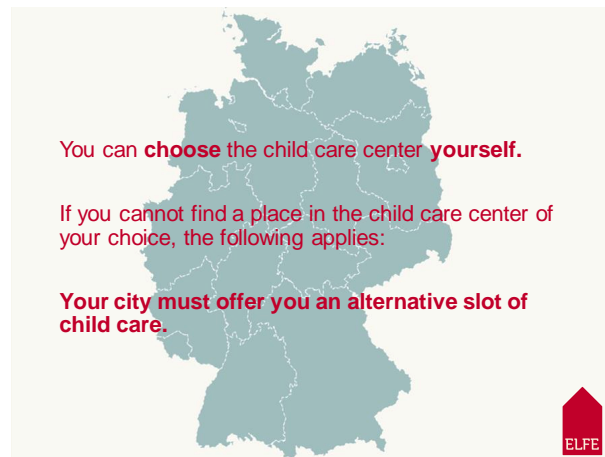 You can choose the child care center yourself.
If you cannot find a place in the child care center of
your choice, the following applies:
Your city must offer you an alternative slot of
child care.
ELFE